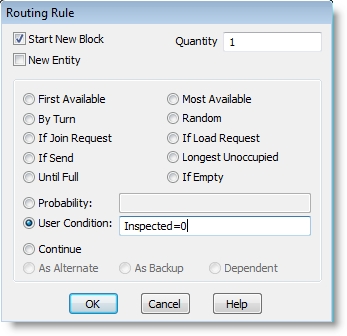 Routing Rule
Start New Block Quantity 1
New Entity
First Available Most Available
By Turn Random
If Join Request If Load Request
If Send Longest Unoccupied
Until Full If Empty
Probability:
User Condition: Inspected=0
Continue
As Alternate As Backup Dependent
OK Cancel Help